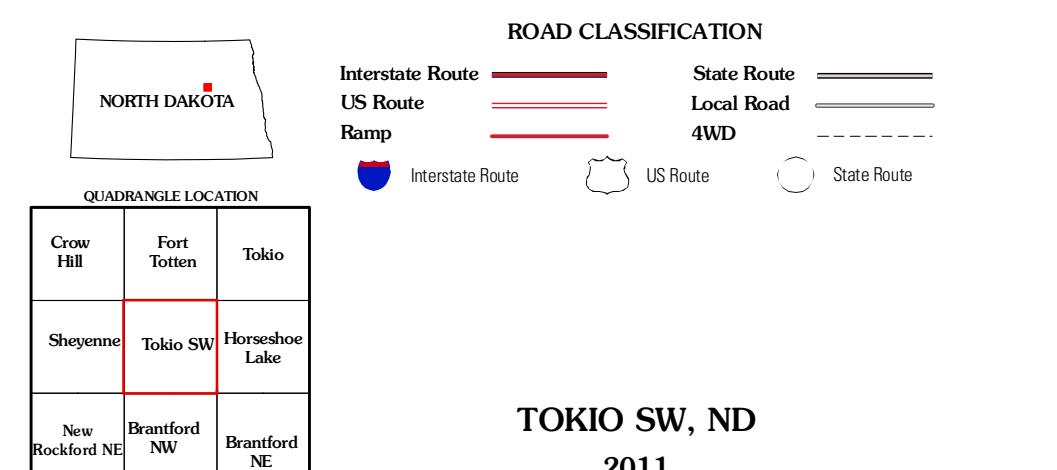 ROAD CLASSIFICATION
Interstate Route
State Route
US Route
Local Road
Ramp
4WD
Interstate Route
US Route
State Route
NORTH DAKOTA
QUADRANGLE LOCATION
Crow
Hill
Fort
Totten
Tokio
Sheyenne
Tokio SW
Horseshoe
Lake
New
Rockford NE
Brantford
NW
Brantford
NE
TOKIO SW, ND
2011